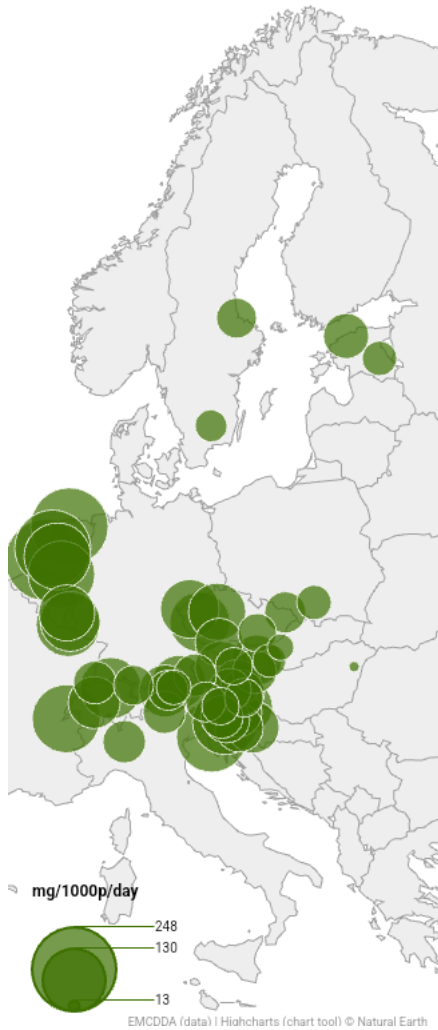 mg/1000p/day
248
130
13
EMCDDA (data) | Highcharts (chart tool) © Natural Earth